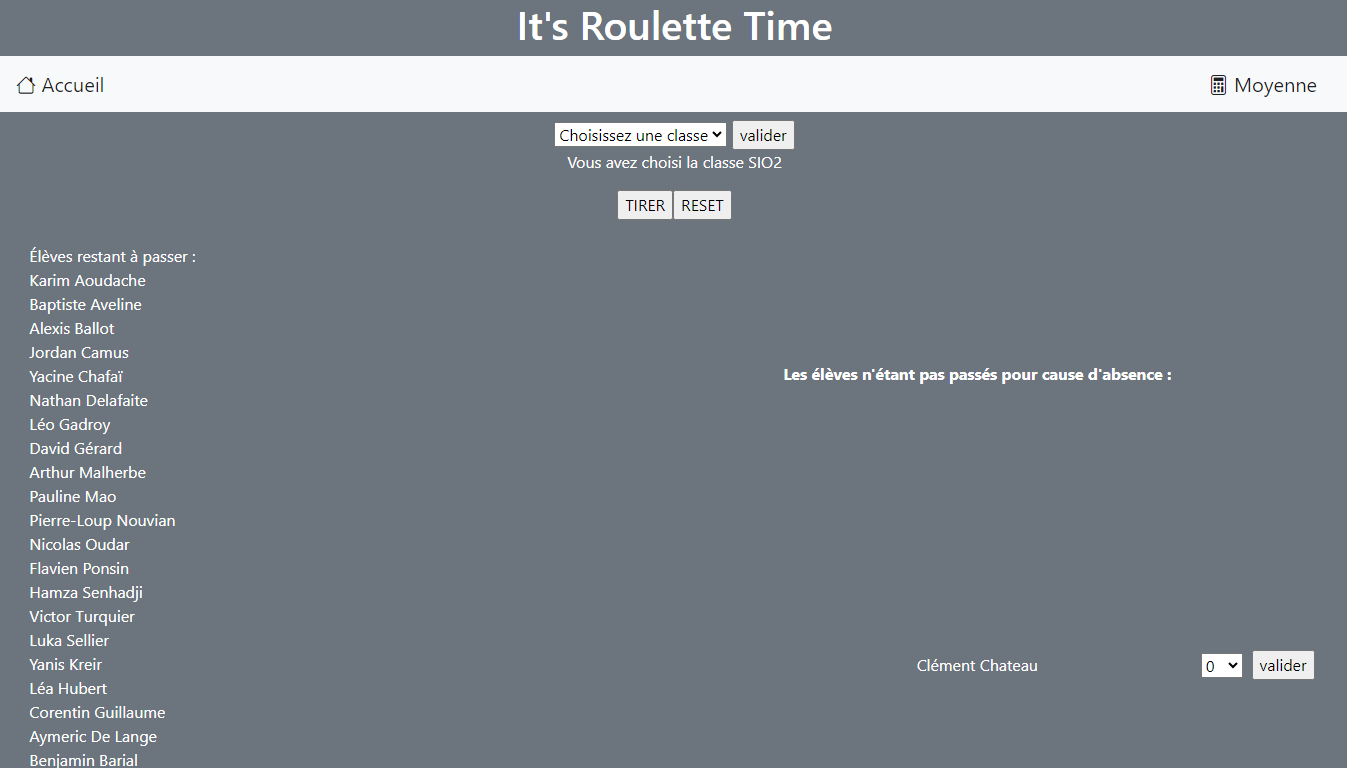 It's Roulette Time
Accueil
Moyenne
Choisissez une classe
valider
Vous avez choisi la classe SIO2
TIRER
RESET
Élèves restant à passer :
Karim Aoudache
Baptiste Aveline
Alexis Ballot
Jordan Camus
Yacine Chafaï
Nathan Delafaite
Léo Gadroy
David Gérard
Arthur Malherbe
Pauline Mao
Pierre-Loup Nouvian
Nicolas Oudar
Flavien Ponsin
Hamza Senhadji
Victor Turquier
Luka Sellier
Yanis Kreir
Léa Hubert
Corentin Guillaume
Aymeric De Lange
Benjamin Barial
Les élèves n'étant pas passés pour cause d'absence :
Clément Chateau
0
valider